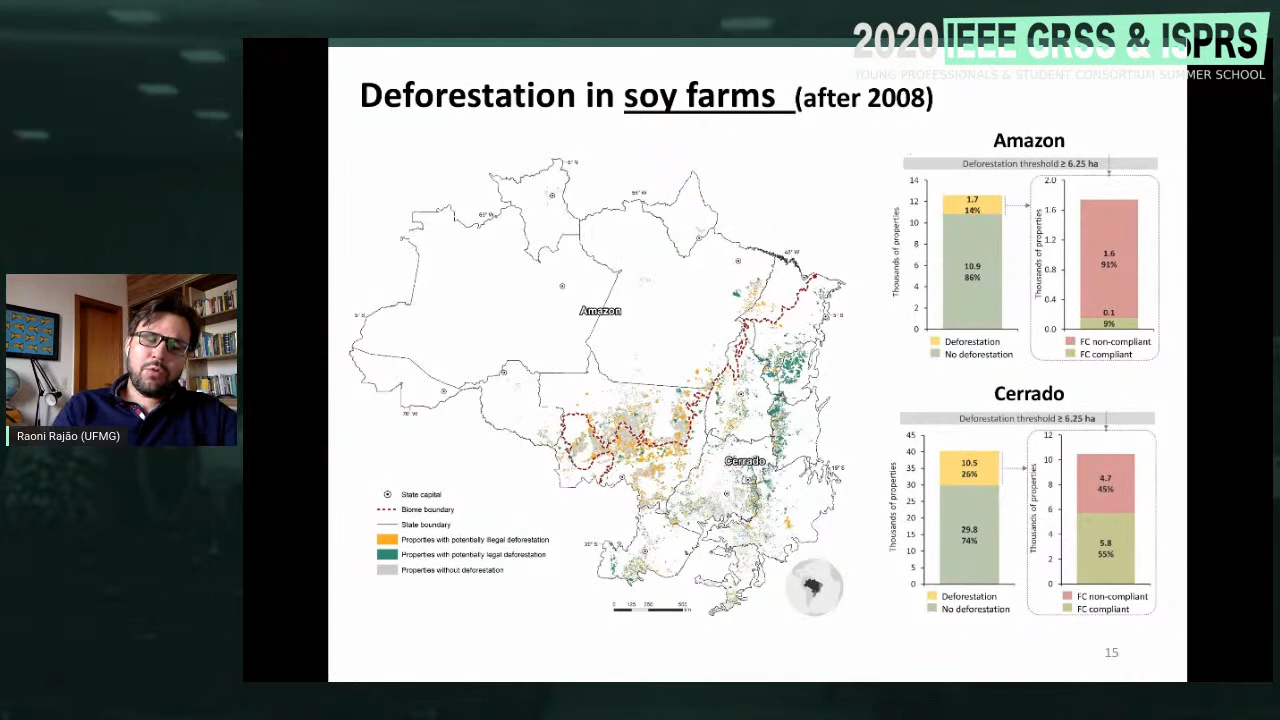 2020 IEEE GRSS & ISPRS
YOUNG PROFESSIONALS & STUDENT CONSORTIUM SUMMER SCHOOL
Deforestation in soy farms (after 2008)
Amazon
Deforestation threshold ≥ 6.25 ha
14
12
10
8
6
4
2
0
Thousands of properties
1.7
14%
10.9
86%
Deforestation
No deforestation
2.0
1.6
1.2
0.8
0.4
0.0
Thousands of properties
1.6
91%
0.1
9%
FC non-compliant
FC compliant
Cerrado
Deforestation threshold ≥ 6.25 ha
45
40
35
30
25
20
15
10
5
0
Thousands of properties
10.5
26%
29.8
74%
Deforestation
No deforestation
12
10
8
6
4
2
0
Thousands of properties
4.7
45%
5.8
55%
FC non-compliant
FC compliant
Amazon
Cerrado
State capital
Biome boundary
State boundary
Properties with potentially illegal deforestation
Properties with potentially legal deforestation
Properties without deforestation
15
Raoni Rajão (UFMG)